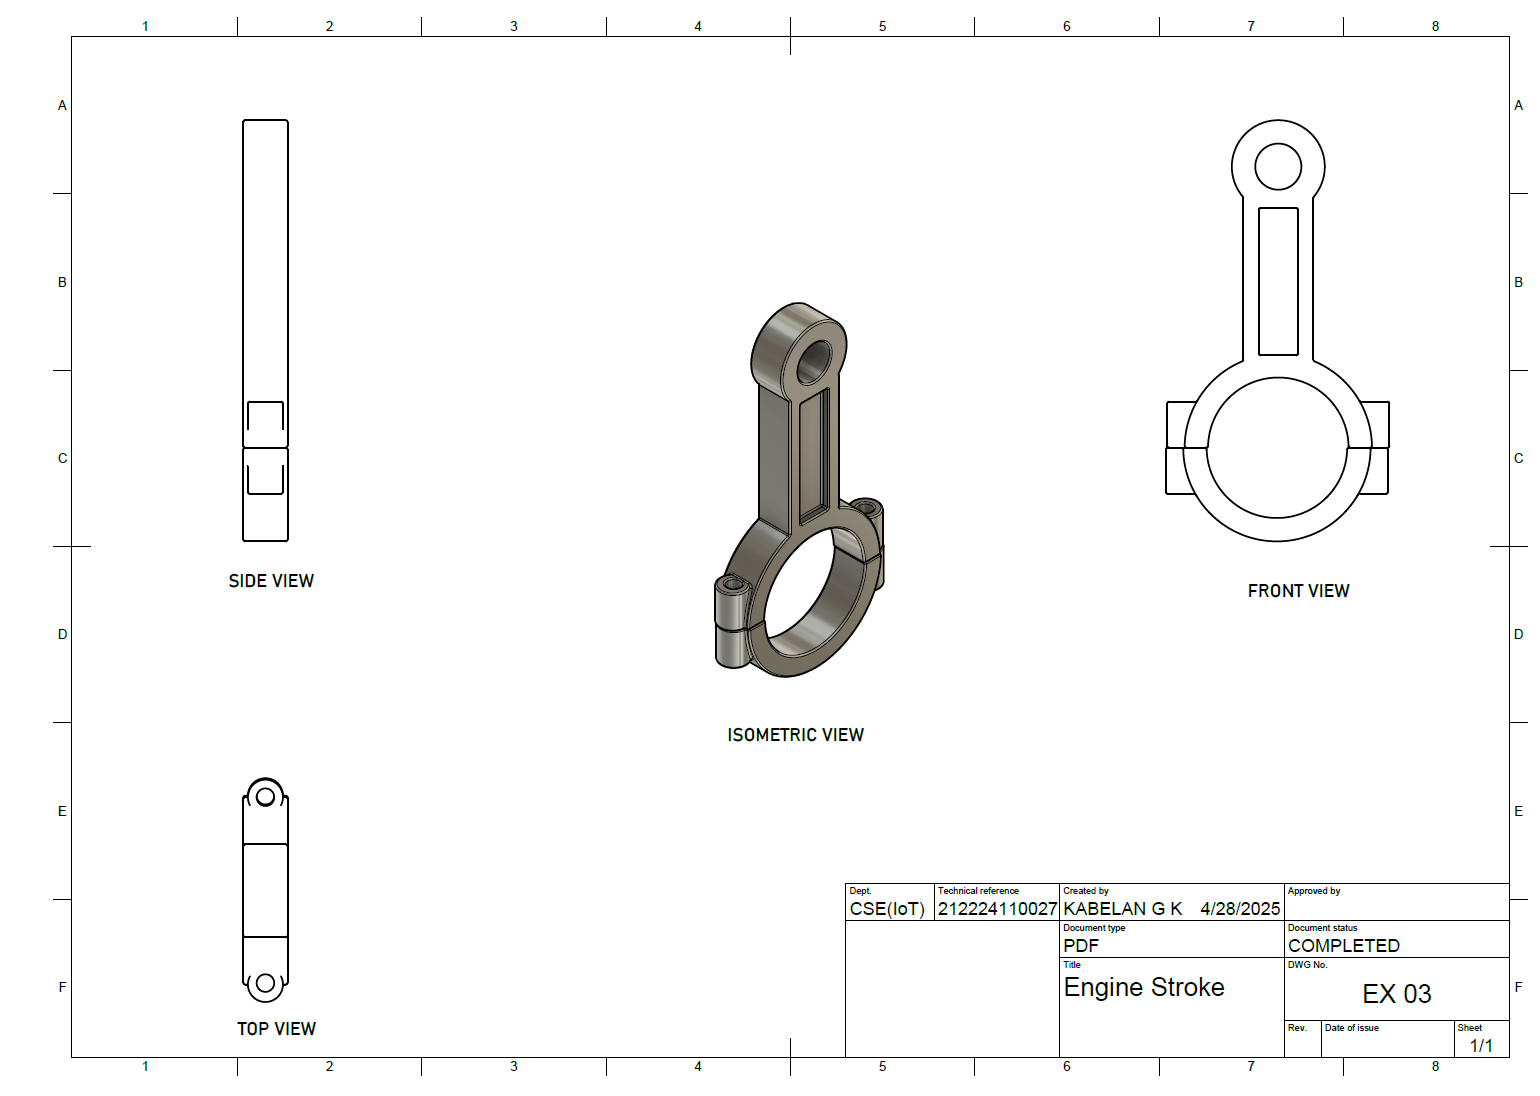 1 2 3 4 5 6 7 8
A A
B B
C C
D D
E E
F F
SIDE VIEW
FRONT VIEW
ISOMETRIC VIEW
TOP VIEW
Dept. Technical reference Created by Approved by
CSE(IoT) 212224110027 KABELAN G K 4/28/2025
Document type Document status
PDF COMPLETED
Title DWG No.
Engine Stroke EX 03
Rev. Date of issue Sheet
1/1
1 2 3 4 5 6 7 8